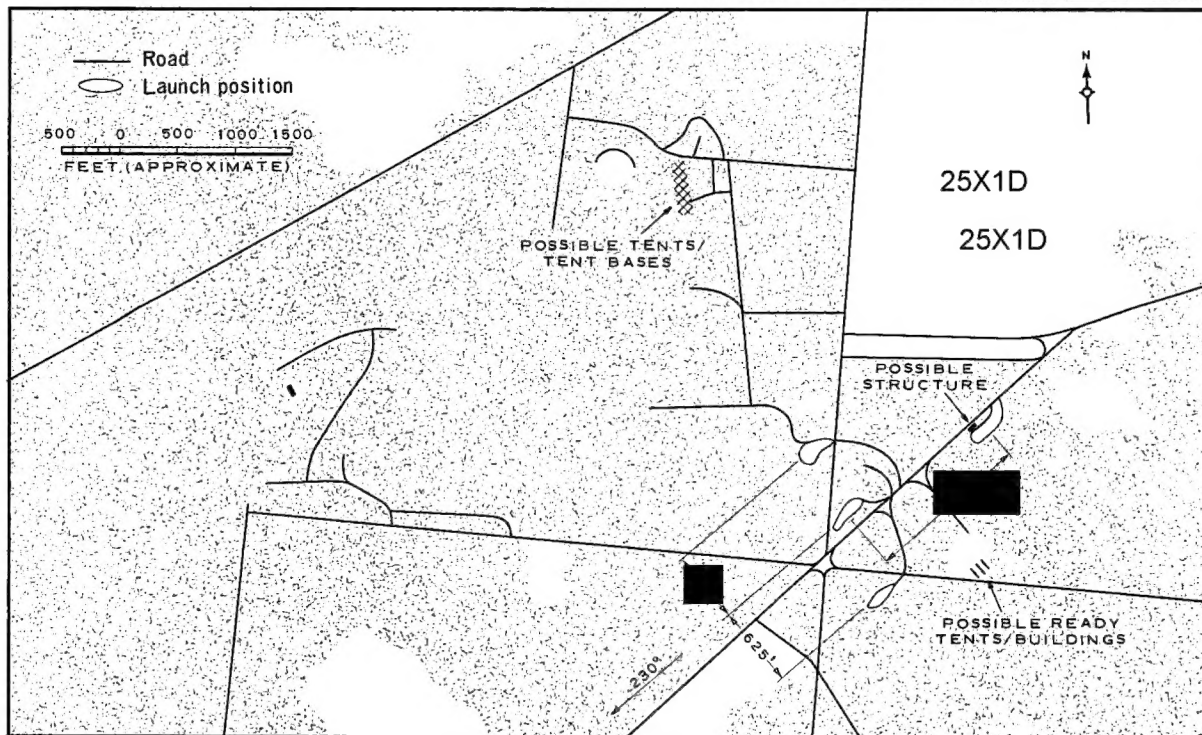 Road
Launch position
500 0 500 1000 1500
FEET (APPROXIMATE)
N
25X1D
25X1D
POSSIBLE TENTS/
TENT BASES
POSSIBLE
STRUCTURE
POSSIBLE READY
TENTS/BUILDINGS
625'
230°